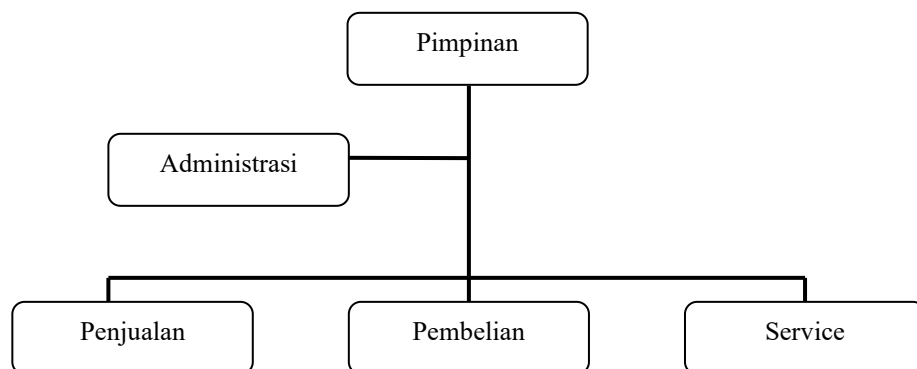 Pimpinan
Administrasi
Penjualan
Pembelian
Service